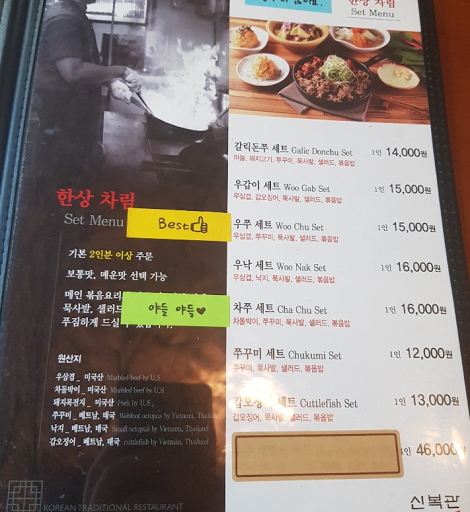 한상 차림
Set Menu
한상 차림
Set Menu
Best
기본 2인분 이상 주문
보통맛, 매운맛 선택 가능
메인 볶음요리
야들 야들
묵사발, 샐러드
푸짐하게 드실
원산지
우삼겹 _ 미국산 Marbled beef by U.S
차돌박이 _ 미국산 Marbled beef by U.S
돼지목전지 _ 미국산 Pork by U.S
쭈꾸미 _ 베트남, 태국 Webfoot octopus by Vietnam, Thailand
낙지 _ 베트남, 태국 Small octopus by Vietnam, Thailand
갑오징어 _ 베트남, 태국 cuttlefish by Vietnam, Thailand
KOREAN TRADITIONAL RESTAURANT
갈릭돈쭈 세트 Galic Donchu Set 1인 14,000원
마늘, 돼지고기, 쭈꾸미, 묵사발, 샐러드, 볶음밥
우갑이 세트 Woo Gab Set 1인 15,000원
우삼겹, 갑오징어, 묵사발, 샐러드, 볶음밥
우쭈 세트 Woo Chu Set 1인 15,000원
우삼겹, 쭈꾸미, 묵사발, 샐러드, 볶음밥
우낙 세트 Woo Nak Set 1인 16,000원
우삼겹, 낙지, 묵사발, 샐러드, 볶음밥
차쭈 세트 Cha Chu Set 1인 16,000원
차돌박이, 쭈꾸미, 묵사발, 샐러드, 볶음밥
쭈꾸미 세트 Chukumi Set 1인 12,000원
쭈꾸미, 묵사발, 샐러드, 볶음밥
갑오징어 세트 Cuttlefish Set 1인 13,000원
갑오징어, 묵사발, 샐러드, 볶음밥
인 46,000원
신복관